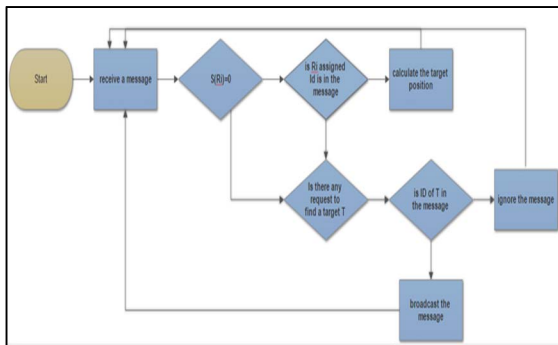 Start
receive a message
S(Ri)=0
is Ri assigned
Id is in the
message
calculate the target
position
Is there any
request to
find a target T
is ID of T in
the message
ignore the message
broadcast the
message